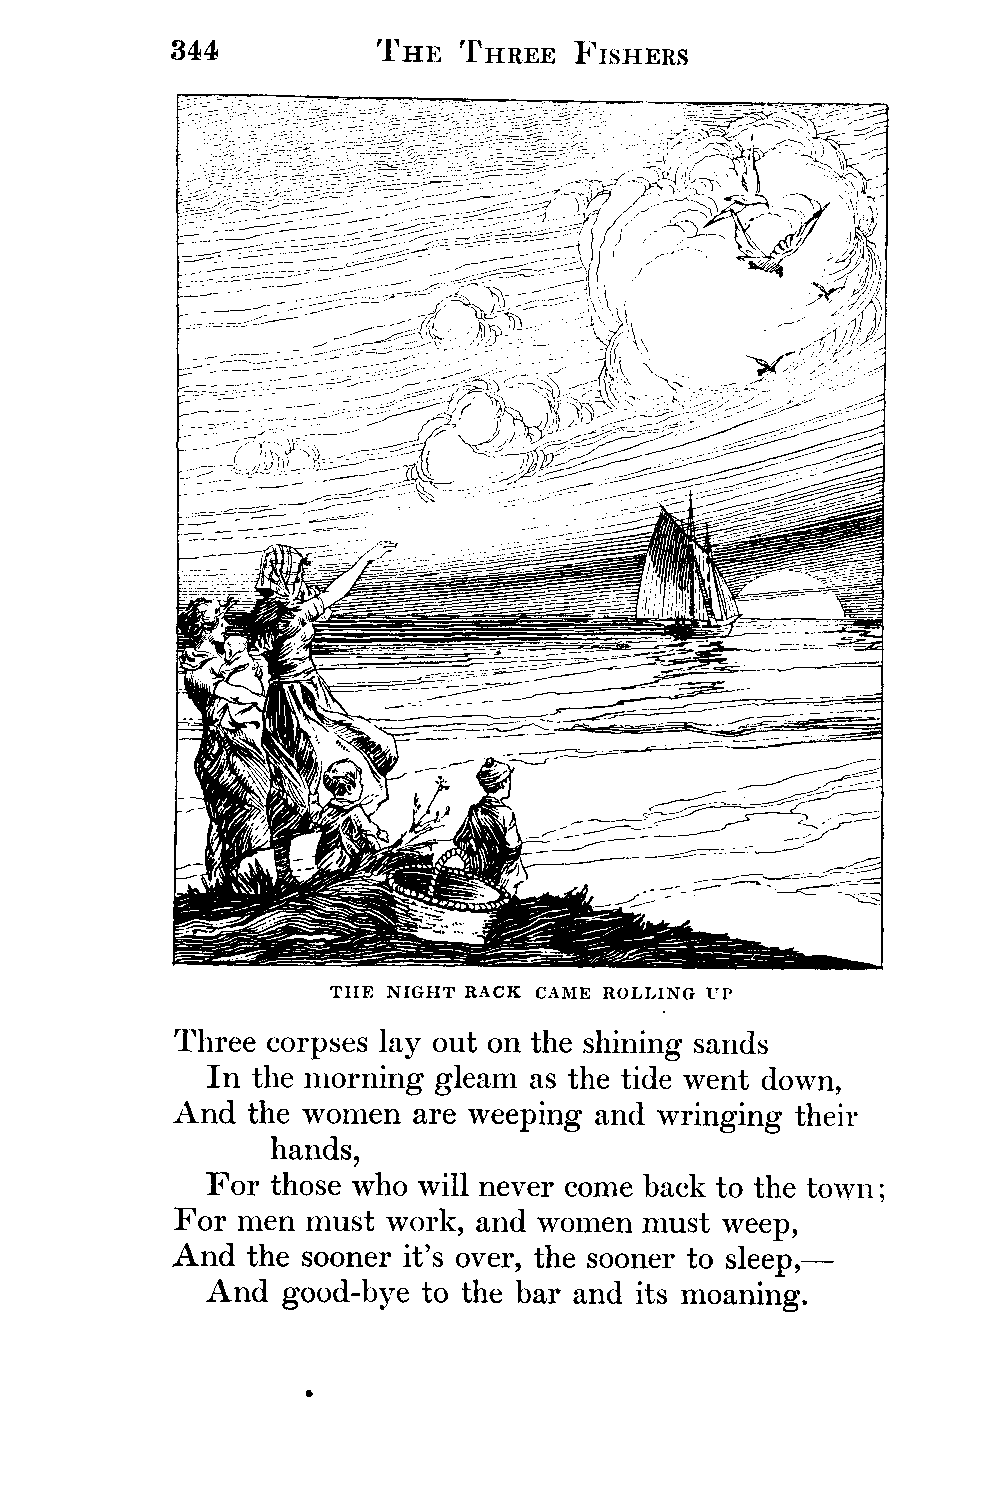 344 THE THREE FISHERS
THE NIGHT RACK CAME ROLLING UP
Three corpses lay out on the shining sands
In the morning gleam as the tide went down,
And the women are weeping and wringing their
hands,
For those who will never come back to the town;
For men must work, and women must weep,
And the sooner it's over, the sooner to sleep,—
And good-bye to the bar and its moaning.